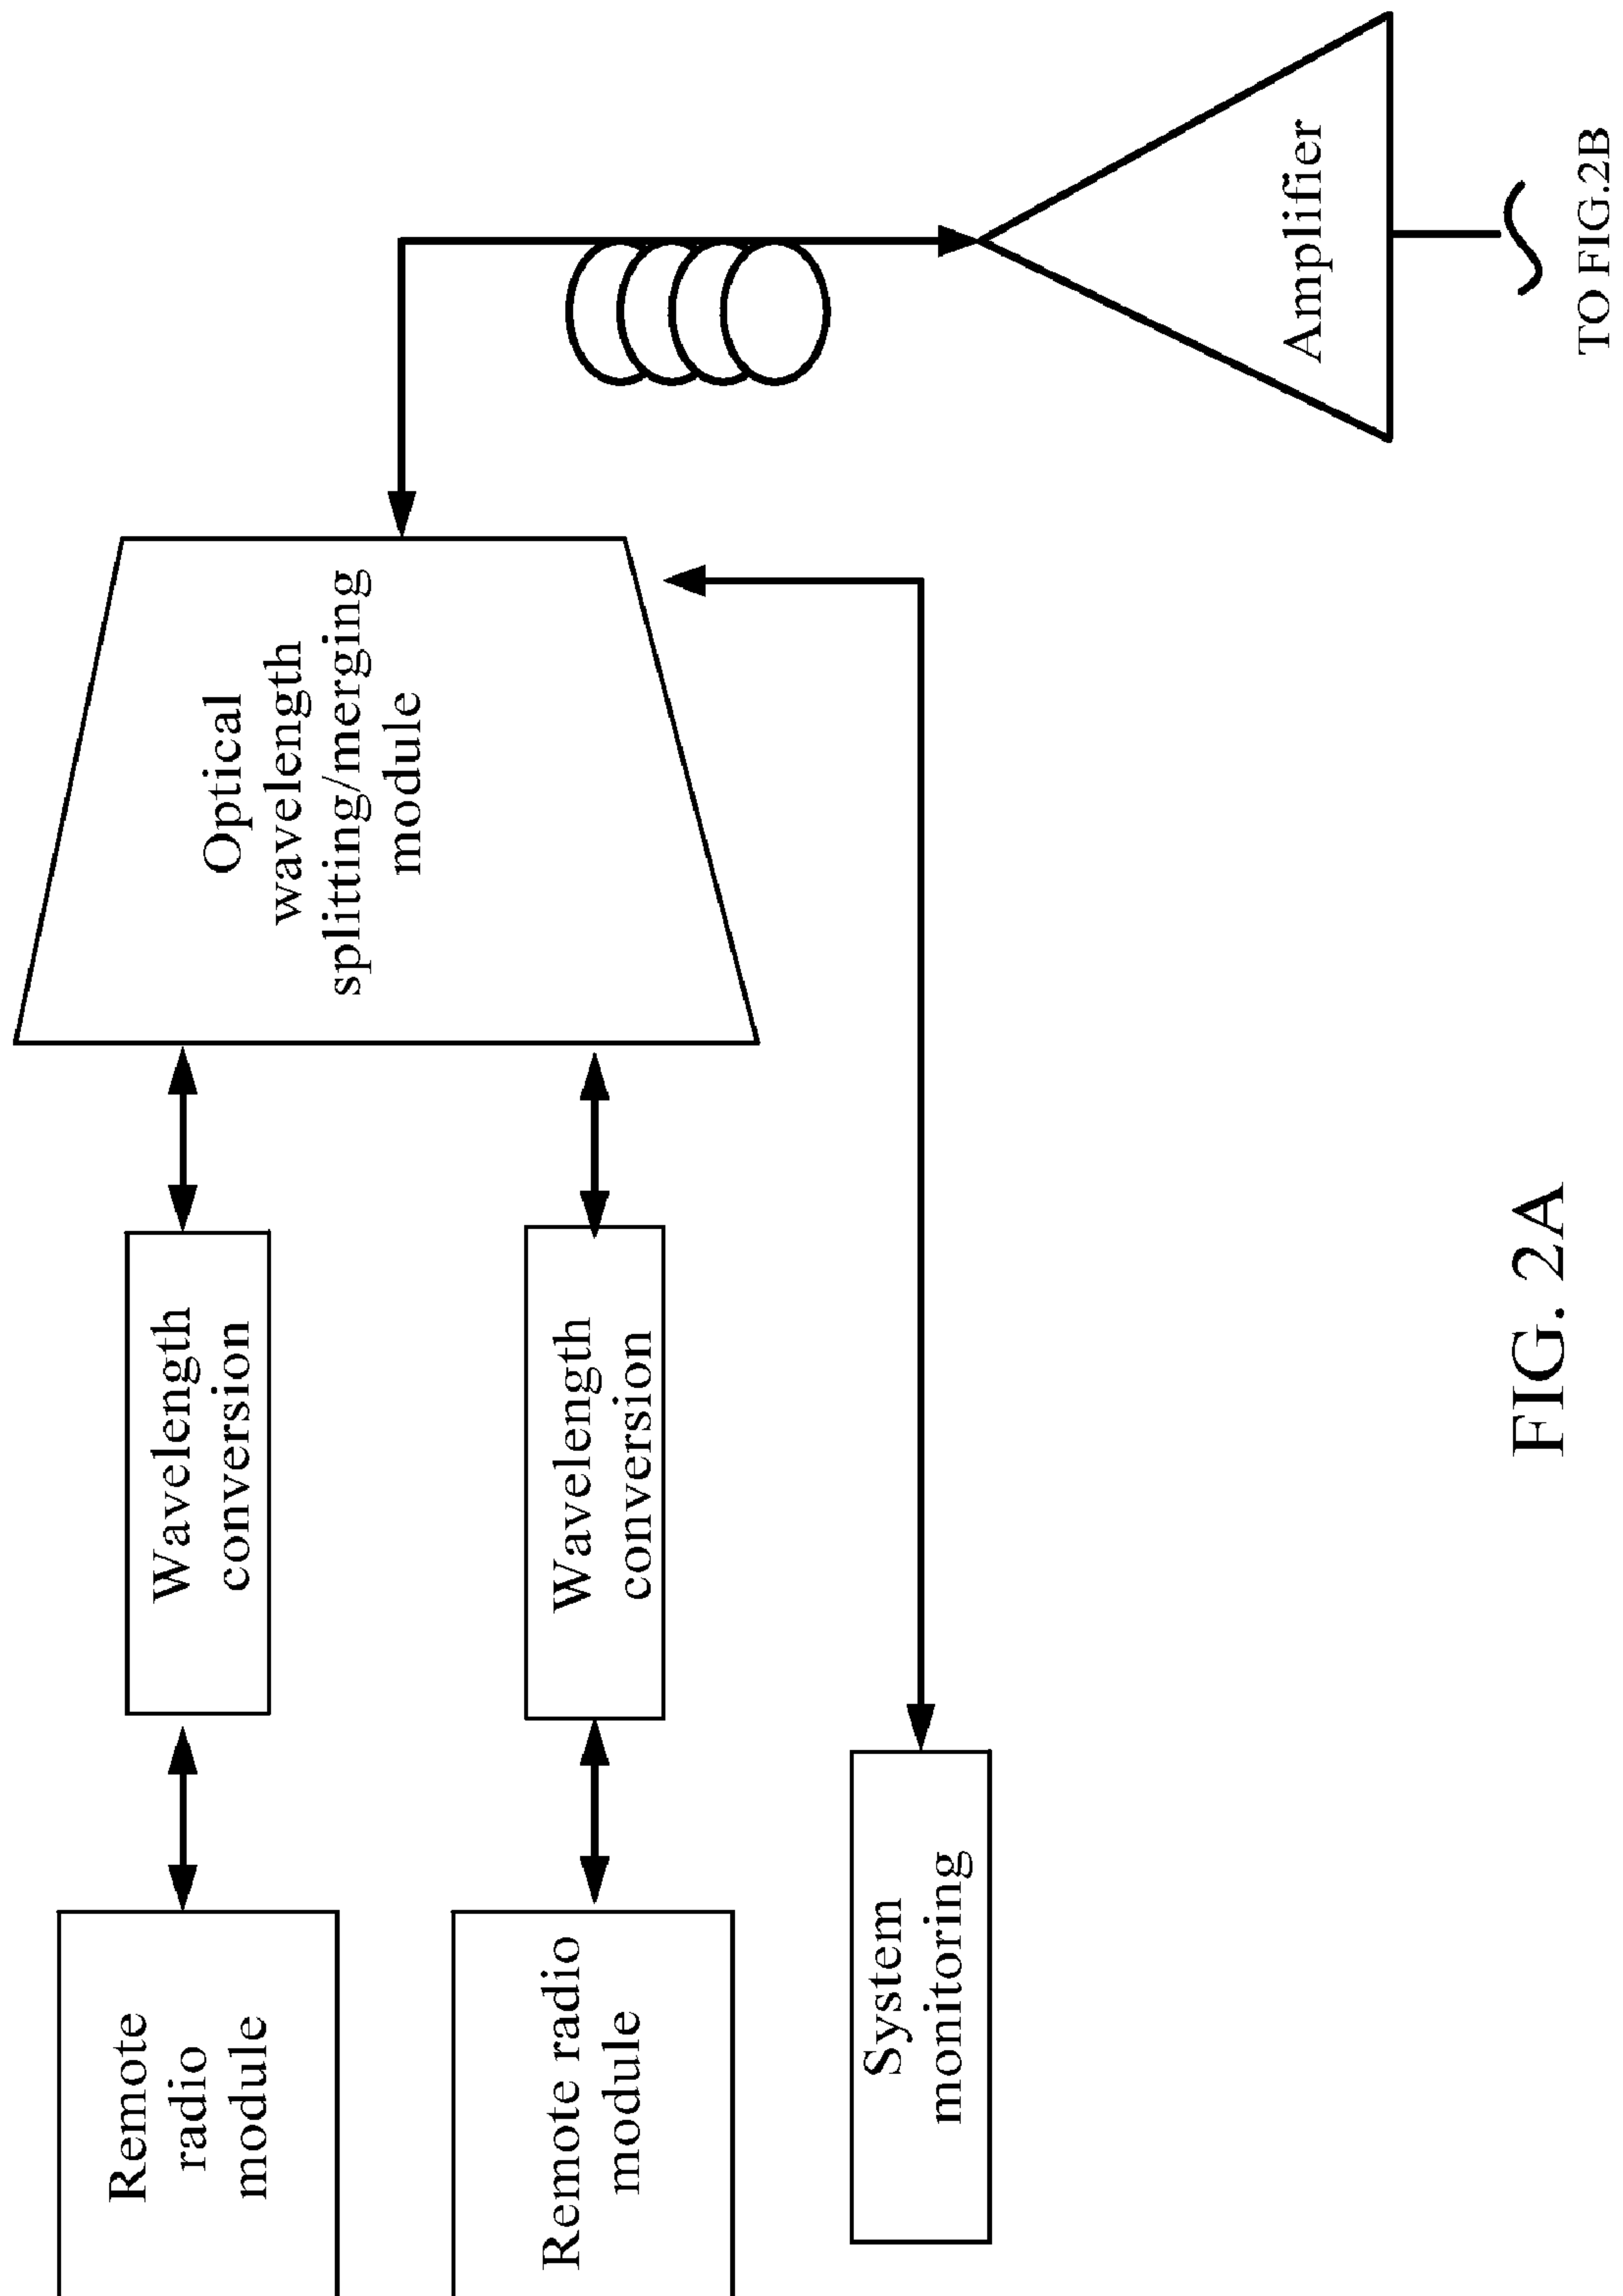 Remote
radio
module
Wavelength
conversion
Optical
wavelength
splitting/merging
module
Remote radio
module
Wavelength
conversion
System
monitoring
Amplifier
TO FIG.2B
FIG. 2A